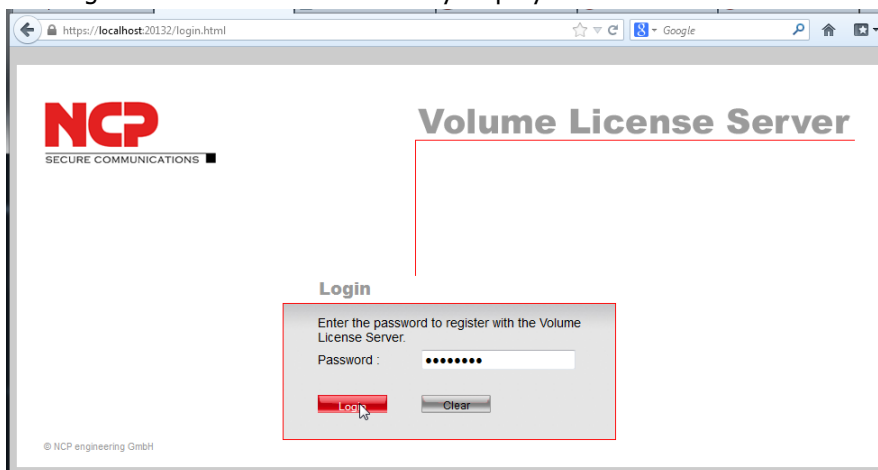 https://localhost:20132/login.html
Google
NCP
SECURE COMMUNICATIONS
Volume License Server
Login
Enter the password to register with the Volume
License Server.
Password :
Login
Clear
© NCP engineering GmbH